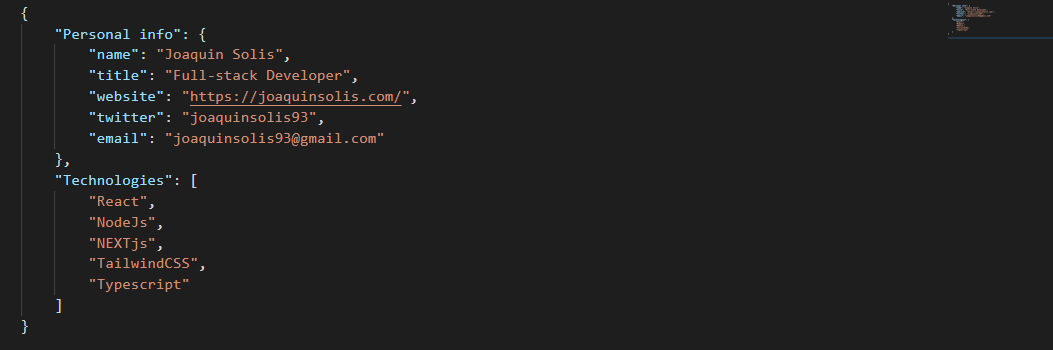 {
"Personal info": {
"name": "Joaquin Solis",
"title": "Full-stack Developer",
"website": "https://joaquinsolis.com/",
"twitter": "joaquinsolis93",
"email": "joaquinsolis93@gmail.com"
},
"Technologies": [
"React",
"NodeJs",
"NEXTjs",
"TailwindCSS",
"Typescript"
]
}